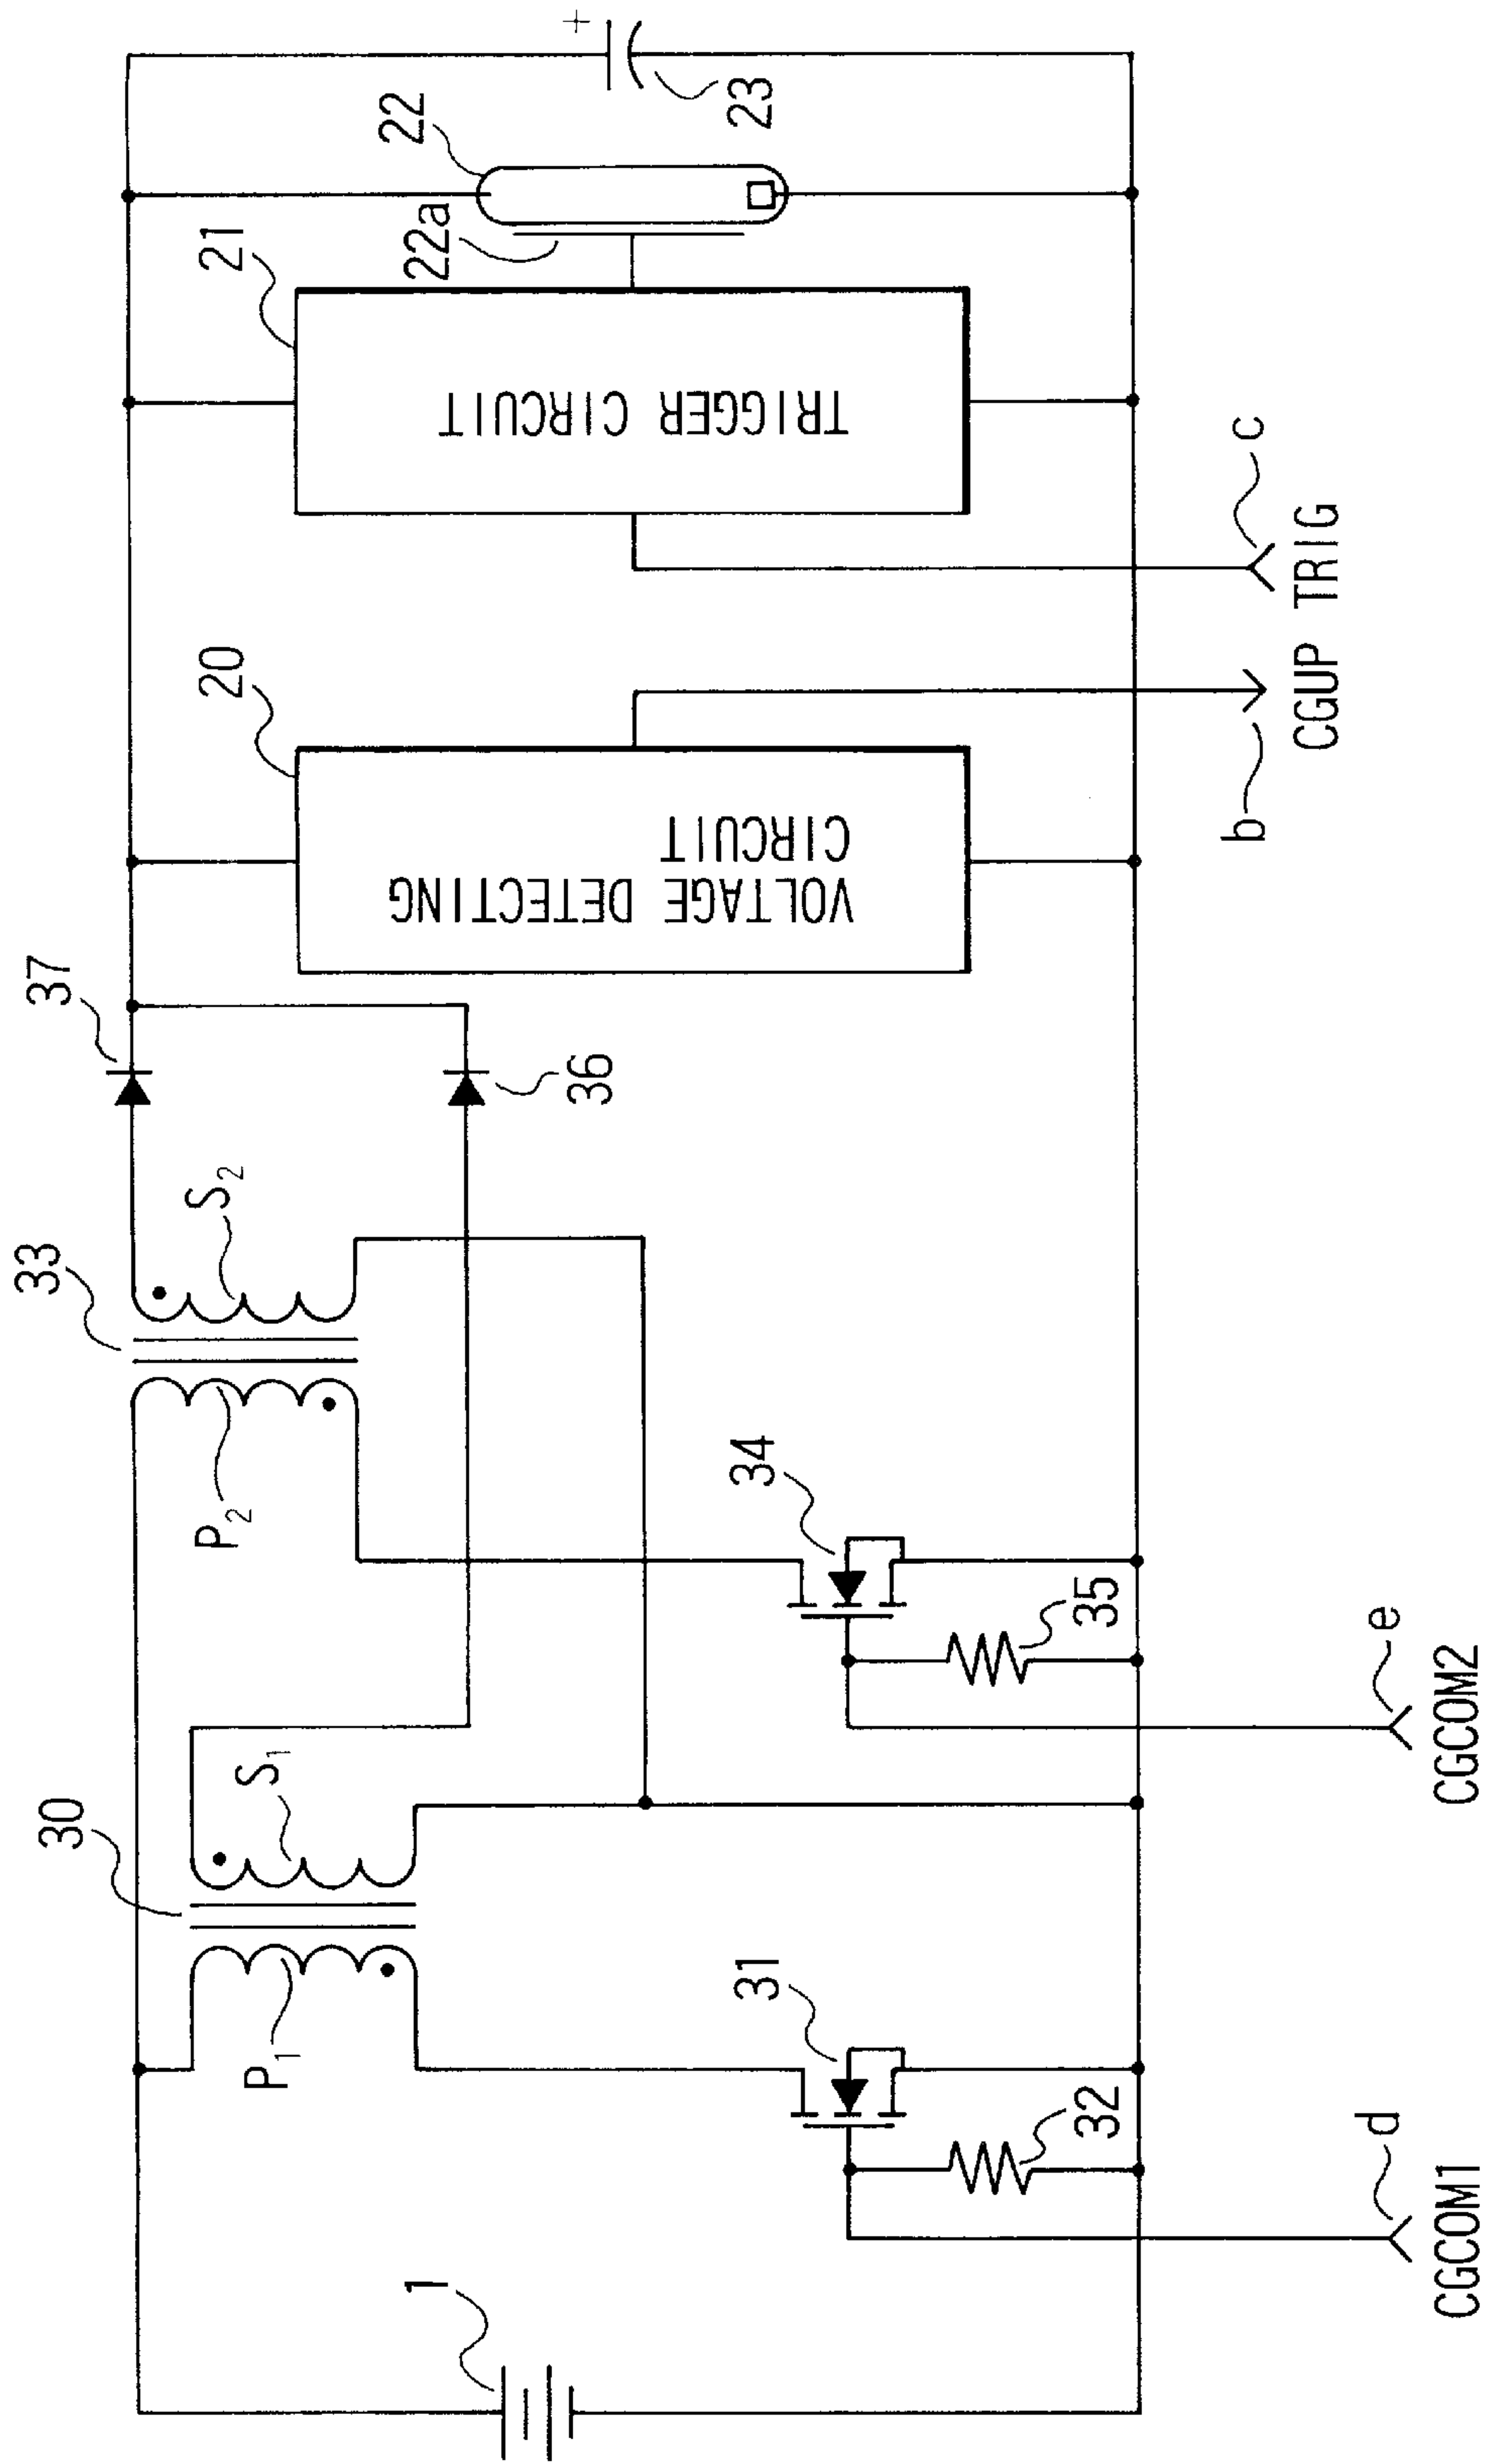 1
30
P1
S1
31
32
d
CGCOM1
33
P2
S2
34
35
e
CGCOM2
37
36
20
VOLTAGE DETECTING
CIRCUIT
b
CGUP
21
TRIGGER CIRCUIT
c
TRIG
22
22a
+
23